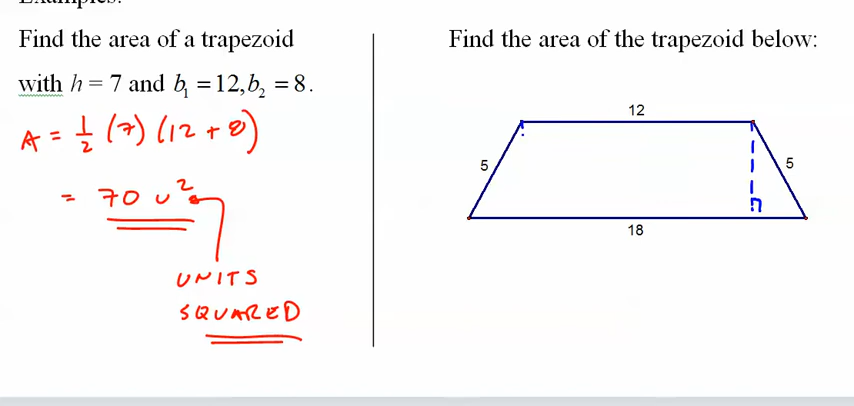 Examples:
Find the area of a trapezoid
with h = 7 and b₁ = 12, b₂ = 8.
A = 1/2 (7) (12 + 8)
= 70 u²
UNITS
SQUARED
Find the area of the trapezoid below:
12
5
5
18